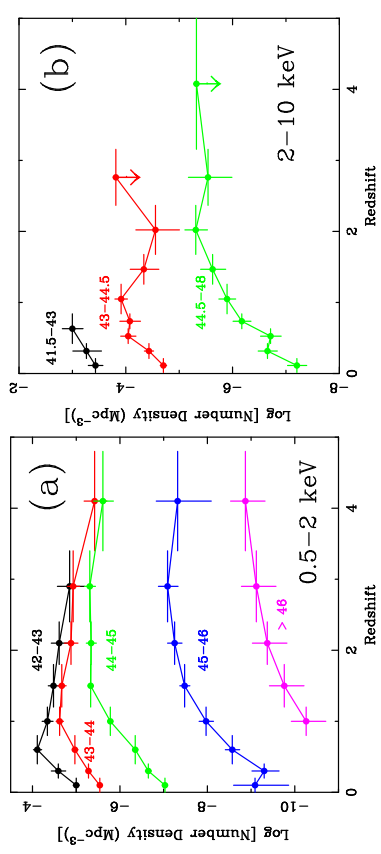 (a)
0.5−2 keV
42−43
43−44
44−45
45−46
> 46
−4
−6
−8
−10
0
2
4
Log [ Number Density (Mpc⁻³)]
Redshift
(b)
2−10 keV
41.5−43
43−44.5
44.5−48
−2
−4
−6
−8
0
2
4
Log [ Number Density (Mpc⁻³)]
Redshift